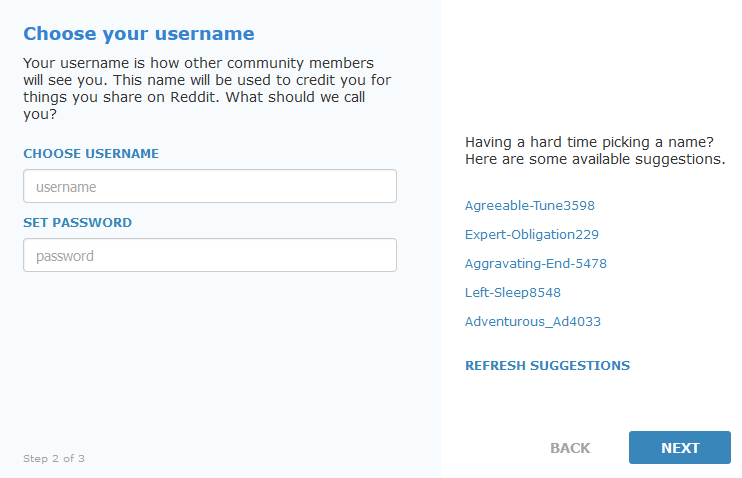 Choose your username
Your username is how other community members
will see you. This name will be used to credit you for
things you share on Reddit. What should we call
you?
CHOOSE USERNAME
username
SET PASSWORD
password
Step 2 of 3
Having a hard time picking a name?
Here are some available suggestions.
Agreeable-Tune3598
Expert-Obligation229
Aggravating-End-5478
Left-Sleep8548
Adventurous_Ad4033
REFRESH SUGGESTIONS
BACK
NEXT